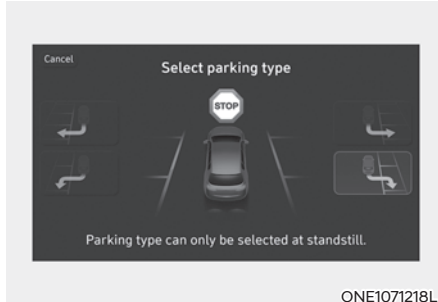 Cancel
Select parking type
STOP
Parking type can only be selected at standstill.
ONE1071218L